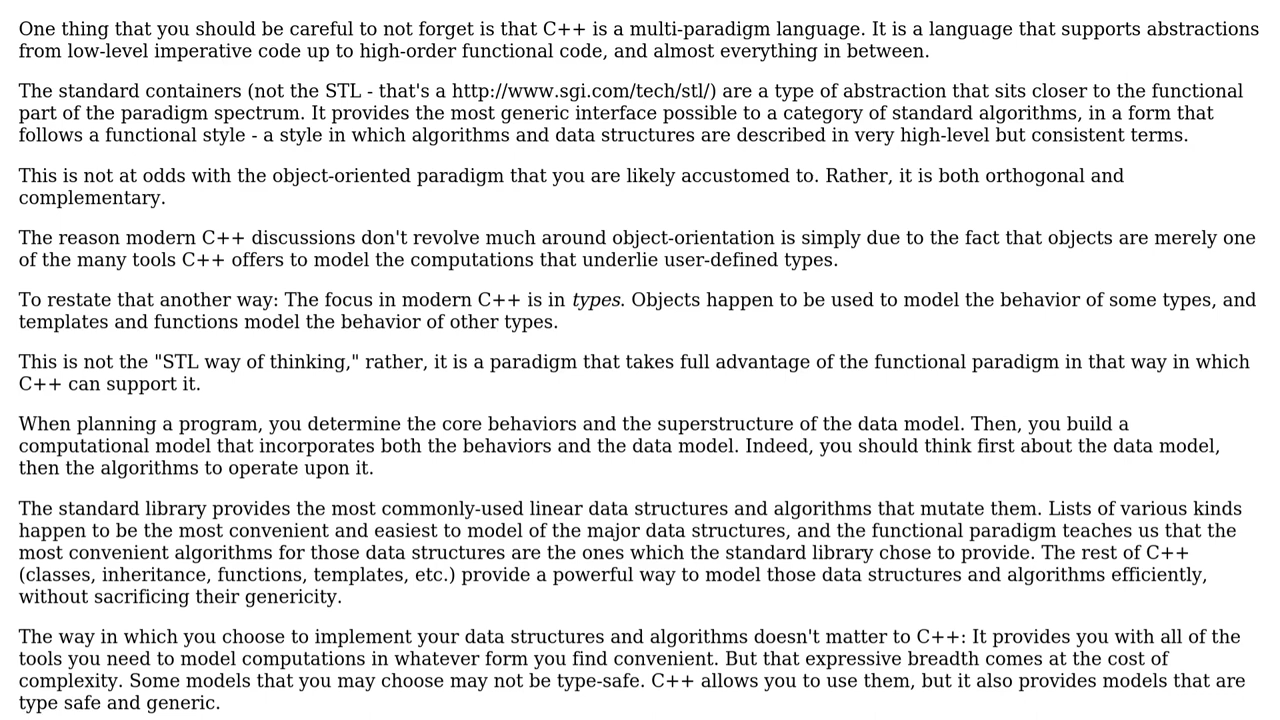 One thing that you should be careful to not forget is that C++ is a multi-paradigm language. It is a language that supports abstractions
from low-level imperative code up to high-order functional code, and almost everything in between.
The standard containers (not the STL - that's a http://www.sgi.com/tech/stl/) are a type of abstraction that sits closer to the functional
part of the paradigm spectrum. It provides the most generic interface possible to a category of standard algorithms, in a form that
follows a functional style - a style in which algorithms and data structures are described in very high-level but consistent terms.
This is not at odds with the object-oriented paradigm that you are likely accustomed to. Rather, it is both orthogonal and
complementary.
The reason modern C++ discussions don't revolve much around object-orientation is simply due to the fact that objects are merely one
of the many tools C++ offers to model the computations that underlie user-defined types.
To restate that another way: The focus in modern C++ is in types. Objects happen to be used to model the behavior of some types, and
templates and functions model the behavior of other types.
This is not the "STL way of thinking," rather, it is a paradigm that takes full advantage of the functional paradigm in that way in which
C++ can support it.
When planning a program, you determine the core behaviors and the superstructure of the data model. Then, you build a
computational model that incorporates both the behaviors and the data model. Indeed, you should think first about the data model,
then the algorithms to operate upon it.
The standard library provides the most commonly-used linear data structures and algorithms that mutate them. Lists of various kinds
happen to be the most convenient and easiest to model of the major data structures, and the functional paradigm teaches us that the
most convenient algorithms for those data structures are the ones which the standard library chose to provide. The rest of C++
(classes, inheritance, functions, templates, etc.) provide a powerful way to model those data structures and algorithms efficiently,
without sacrificing their genericity.
The way in which you choose to implement your data structures and algorithms doesn't matter to C++: It provides you with all of the
tools you need to model computations in whatever form you find convenient. But that expressive breadth comes at the cost of
complexity. Some models that you may choose may not be type-safe. C++ allows you to use them, but it also provides models that are
type safe and generic.